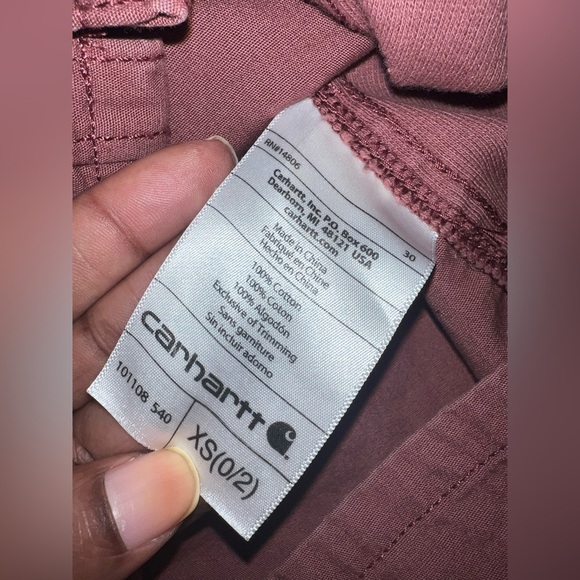 RN#14806
30
Carhartt, Inc. P.O. Box 600
Dearborn, MI 48121 USA
carhartt.com
Made in China
Fabriqué en Chine
Hecho en China
100% Cotton
100% Coton
100% Algodón
Exclusive of Trimming
Sans garniture
Sin incluir adorno
carhartt
101108 540
XS(0/2)